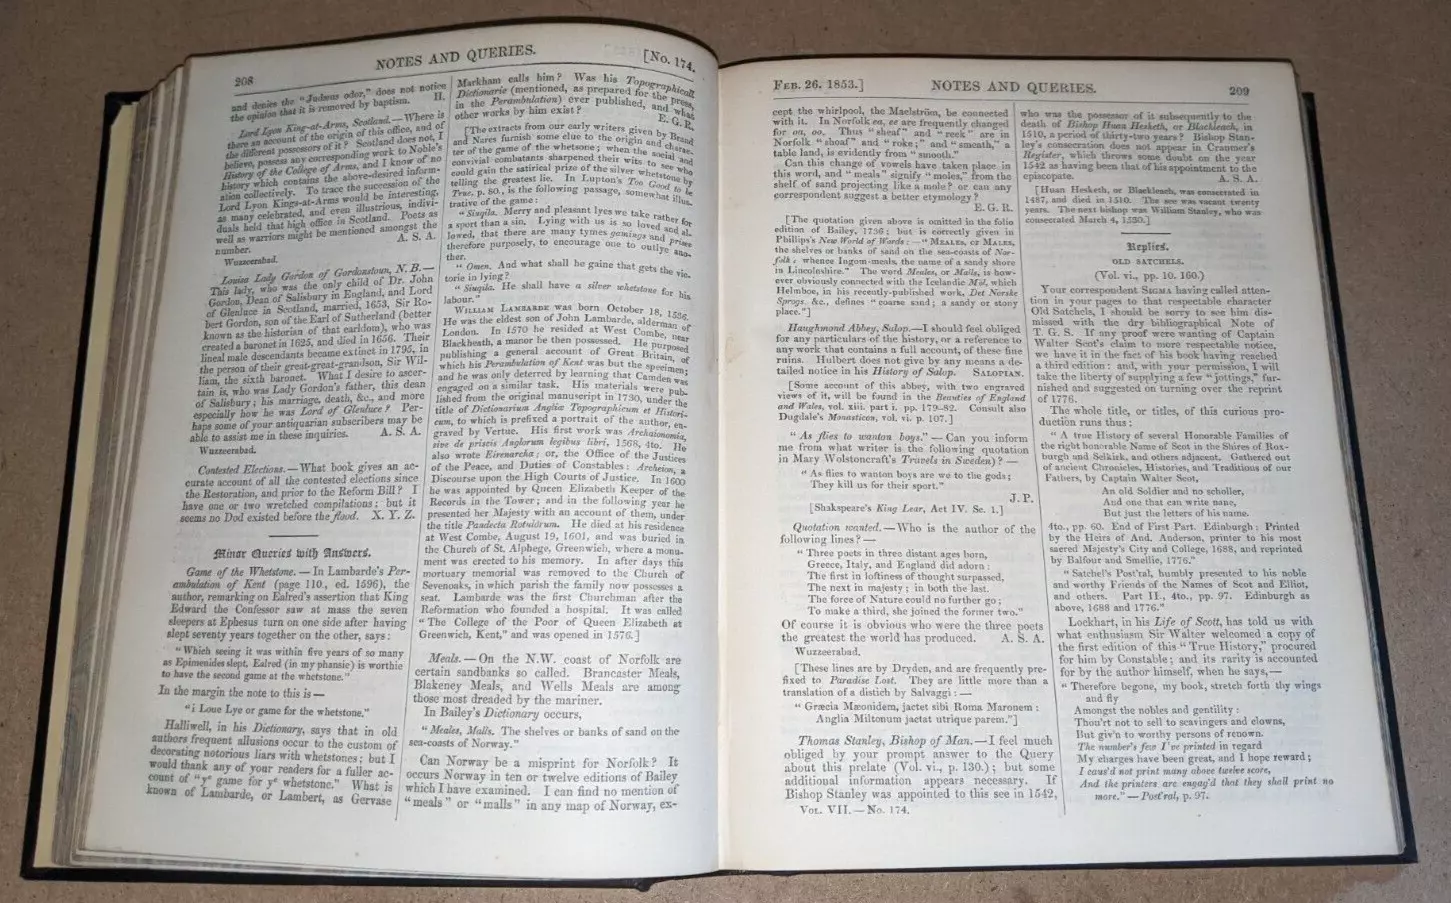 208
NOTES AND QUERIES.
[No. 174.
and denies the "Judæus odor," does not notice
the opinion that it is removed by baptism. H.
Lord Lyon King-at-Arms, Scotland.—Where is
there an account of the origin of this office, and of
the different possessors of it? Scotland does not, I
believe, possess any corresponding work to Noble's
History of the College of Arms, and I know of no
history which contains the above-desired inform-
ation collectively. To trace the succession of the
Lord Lyon Kings-at-Arms would be interesting,
as many celebrated, and even illustrious, indivi-
duals held that high office in Scotland. Poets as
well as warriors might be mentioned amongst the
number. A. S. A.
Wuzzeerabad.
Louisa Lady Gordon of Gordonstoun, N. B.—
This lady, who was the only child of Dr. John
Gordon, Dean of Salisbury in England, and Lord
of Glenluce in Scotland, married, 1653, Sir Ro-
bert Gordon, son of the Earl of Sutherland (better
known as the historian of that earldom), who was
created a baronet in 1625, and died in 1656. Their
lineal male descendants became extinct in 1795, in
the person of their great-great-grandson, Sir Wil-
liam, the sixth baronet. What I desire to ascer-
tain is, who was Lady Gordon's father, this dean
of Salisbury; his marriage, death, &c., and more
especially how he was Lord of Glenluce? Per-
haps some of your antiquarian subscribers may be
able to assist me in these inquiries. A. S. A.
Wuzzeerabad.
Contested Elections.—What book gives an ac-
curate account of all the contested elections since
the Restoration, and prior to the Reform Bill? I
have one or two wretched compilations; but it
seems no Dod existed before the flood. X. Y. Z.
Minor Queries with Answers.
Game of the Whetstone.—In Lambarde's Per-
ambulation of Kent (page 110., ed. 1596), the
author, remarking on Ealred's assertion that King
Edward the Confessor saw at mass the seven
sleepers at Ephesus turn on one side after having
slept seventy years together on the other, says:
"Which seeing it was within five years of so many
as Epimenides slept, Ealred (in my phansie) is worthie
to have the second game at the whetstone."
In the margin the note to this is —
"i Loue Lye or game for the whetstone."
Halliwell, in his Dictionary, says that in old
authors frequent allusions occur to the custom of
decorating notorious liars with whetstones; but I
would thank any of your readers for a fuller ac-
count of "ye game for ye whetstone." What is
known of Lambarde, or Lambert, as Gervase
Markham calls him? Was his Topographicall
Dictionarie (mentioned, as prepared for the press,
in the Perambulation) ever published, and what
other works by him exist? E. G. R.
[The extracts from our early writers given by Brand
and Nares furnish some clue to the origin and charac-
ter of the game of the whetstone; when the social and
convivial combatants sharpened their wits to see who
could gain the satirical prize of the silver whetstone by
telling the greatest lie. In Lupton's Too Good to be
True, p. 80., is the following passage, somewhat illus-
trative of the game:
"Siuqila. Merry and pleasant lyes we take rather for
a sport than a sin. Lying with us is so loved and al-
lowed, that there are many tymes gamings and prises
therefore purposely, to encourage one to outlye ano-
ther.
"Omen. And what shall he gaine that gets the vic-
torie in lying?
"Siuqila. He shall have a silver whetstone for his
labour."
WILLIAM LAMBARDE was born October 18, 1536.
He was the eldest son of John Lambarde, alderman of
London. In 1570 he resided at West Combe, near
Blackheath, a manor he then possessed. He purposed
publishing a general account of Great Britain, of
which his Perambulation of Kent was but the specimen;
and he was only deterred by learning that Camden was
engaged on a similar task. His materials were pub-
lished from the original manuscript in 1730, under the
title of Dictionarium Angliæ Topographicum et Histori-
cum, to which is prefixed a portrait of the author, en-
graved by Vertue. His first work was Archaionomia,
sive de priscis Anglorum legibus libri, 1568, 4to. He
also wrote Eirenarcha; or, the Office of the Justices
of the Peace, and Duties of Constables: Archeion, a
Discourse upon the High Courts of Justice. In 1600
he was appointed by Queen Elizabeth Keeper of the
Records in the Tower; and in the following year he
presented her Majesty with an account of them, under
the title Pandecta Rotulorum. He died at his residence
at West Combe, August 19, 1601, and was buried in
the Church of St. Alphege, Greenwich, where a monu-
ment was erected to his memory. In after days this
mortuary memorial was removed to the Church of
Sevenoaks, in which parish the family now possesses a
seat. Lambarde was the first Churchman after the
Reformation who founded a hospital. It was called
"The College of the Poor of Queen Elizabeth at
Greenwich, Kent," and was opened in 1576.]
Meals.—On the N.W. coast of Norfolk are
certain sandbanks so called. Brancaster Meals,
Blakeney Meals, and Wells Meals are among
those most dreaded by the mariner.
In Bailey's Dictionary occurs,
"Meales, Malls. The shelves or banks of sand on the
sea-coasts of Norway."
Can Norway be a misprint for Norfolk? It
occurs Norway in ten or twelve editions of Bailey
which I have examined. I can find no mention of
"meals" or "malls" in any map of Norway, ex-
FEB. 26. 1853.]
NOTES AND QUERIES.
209
cept the whirlpool, the Maelström, be connected
with it. In Norfolk ea, ee are frequently changed
for oa, oo. Thus "sheaf" and "reek" are in
Norfolk "shoaf" and "roke;" and "smeath," a
table land, is evidently from "smooth."
Can this change of vowels have taken place in
this word, and "meals" signify "moles," from the
shelf of sand projecting like a mole? or can any
correspondent suggest a better etymology?
E. G. R.
[The quotation given above is omitted in the folio
edition of Bailey, 1736; but is correctly given in
Phillips's New World of Words:—"MEALES, or MALES,
the shelves or banks of sand on the sea-coasts of Nor-
folk: whence Ingom-meals, the name of a sandy shore
in Lincolnshire." The word Meales, or Malls, is how-
ever obviously connected with the Icelandic Möl, which
Helmboe, in his recently-published work, Det Norske
Sprogs, &c., defines "coarse sand; a sandy or stony
place."]
Haughmond Abbey, Salop.—I should feel obliged
for any particulars of the history, or a reference to
any work that contains a full account, of these fine
ruins. Hulbert does not give by any means a de-
tailed notice in his History of Salop. SALOPIAN.
[Some account of this abbey, with two engraved
views of it, will be found in the Beauties of England
and Wales, vol. xiii. part i. pp. 179—82. Consult also
Dugdale's Monasticon, vol. vi. p. 107.]
"As flies to wanton boys."—Can you inform
me from what writer is the following quotation
in Mary Wolstoncraft's Travels in Sweden)?—
"As flies to wanton boys are we to the gods;
They kill us for their sport."
J. P.
[Shakspeare's King Lear, Act IV. Sc. 1.]
Quotation wanted.—Who is the author of the
following lines?—
"Three poets in three distant ages born,
Greece, Italy, and England did adorn:
The first in loftiness of thought surpassed,
The next in majesty; in both the last.
The force of Nature could no further go;
To make a third, she joined the former two."
Of course it is obvious who were the three poets
the greatest the world has produced. A. S. A.
Wuzzeerabad.
[These lines are by Dryden, and are frequently pre-
fixed to Paradise Lost. They are little more than a
translation of a distich by Salvaggi:—
"Græcia Mæonidem, jactet sibi Roma Maronem:
Anglia Miltonum jactat utrique parem."]
Thomas Stanley, Bishop of Man.—I feel much
obliged by your prompt answer to the Query
about this prelate (Vol. vi., p. 130.); but some
additional information appears necessary. If
Bishop Stanley was appointed to this see in 1542,
VOL. VII.—No. 174.
who was the possessor of it subsequently to the
death of Bishop Huan Hesketh, or Blackleach, in
1510, a period of thirty-two years? Bishop Stan-
ley's consecration does not appear in Cranmer's
Register, which throws some doubt on the year
1542 as having been that of his appointment to the
episcopate. A. S. A.
[Huan Hesketh, or Blackleach, was consecrated in
1487, and died in 1510. The see was vacant twenty
years. The next bishop was William Stanley, who was
consecrated March 4, 1530.]
Replies.
OLD SATCHELS.
(Vol. vi., pp. 10. 160.)
Your correspondent SIGMA having called atten-
tion in your pages to that respectable character
Old Satchels, I should be sorry to see him dis-
missed with the dry bibliographical Note of
T. G. S. If any proof were wanting of Captain
Walter Scot's claim to more respectable notice,
we have it in the fact of his book having reached
a third edition: and, with your permission, I will
take the liberty of supplying a few "jottings," fur-
nished and suggested on turning over the reprint
of 1776.
The whole title, or titles, of this curious pro-
duction runs thus:
"A true History of several Honorable Families of
the right honorable Name of Scot in the Shires of Rox-
burgh and Selkirk, and others adjacent. Gathered out
of ancient Chronicles, Histories, and Traditions of our
Fathers, by Captain Walter Scot,
An old Soldier and no scholler,
And one that can write nane,
But just the letters of his name.
4to., pp. 60. End of First Part. Edinburgh: Printed
by the Heirs of And. Anderson, printer to his most
sacred Majesty's City and College, 1688, and reprinted
by Balfour and Smellie, 1776."
"Satchel's Post'ral, humbly presented to his noble
and worthy Friends of the Names of Scot and Elliot,
and others. Part II., 4to., pp. 97. Edinburgh as
above, 1688 and 1776."
Lockhart, in his Life of Scott, has told us with
what enthusiasm Sir Walter welcomed a copy of
the first edition of this "True History," procured
for him by Constable; and its rarity is accounted
for by the author himself, when he says,—
"Therefore begone, my book, stretch forth thy wings
and fly
Amongst the nobles and gentility:
Thou'rt not to sell to scavingers and clowns,
But giv'n to worthy persons of renown.
The number's few I've printed in regard
My charges have been great, and I hope reward;
I caus'd not print many above twelve score,
And the printers are engag'd that they shall print no
more."—Post'ral, p. 97.